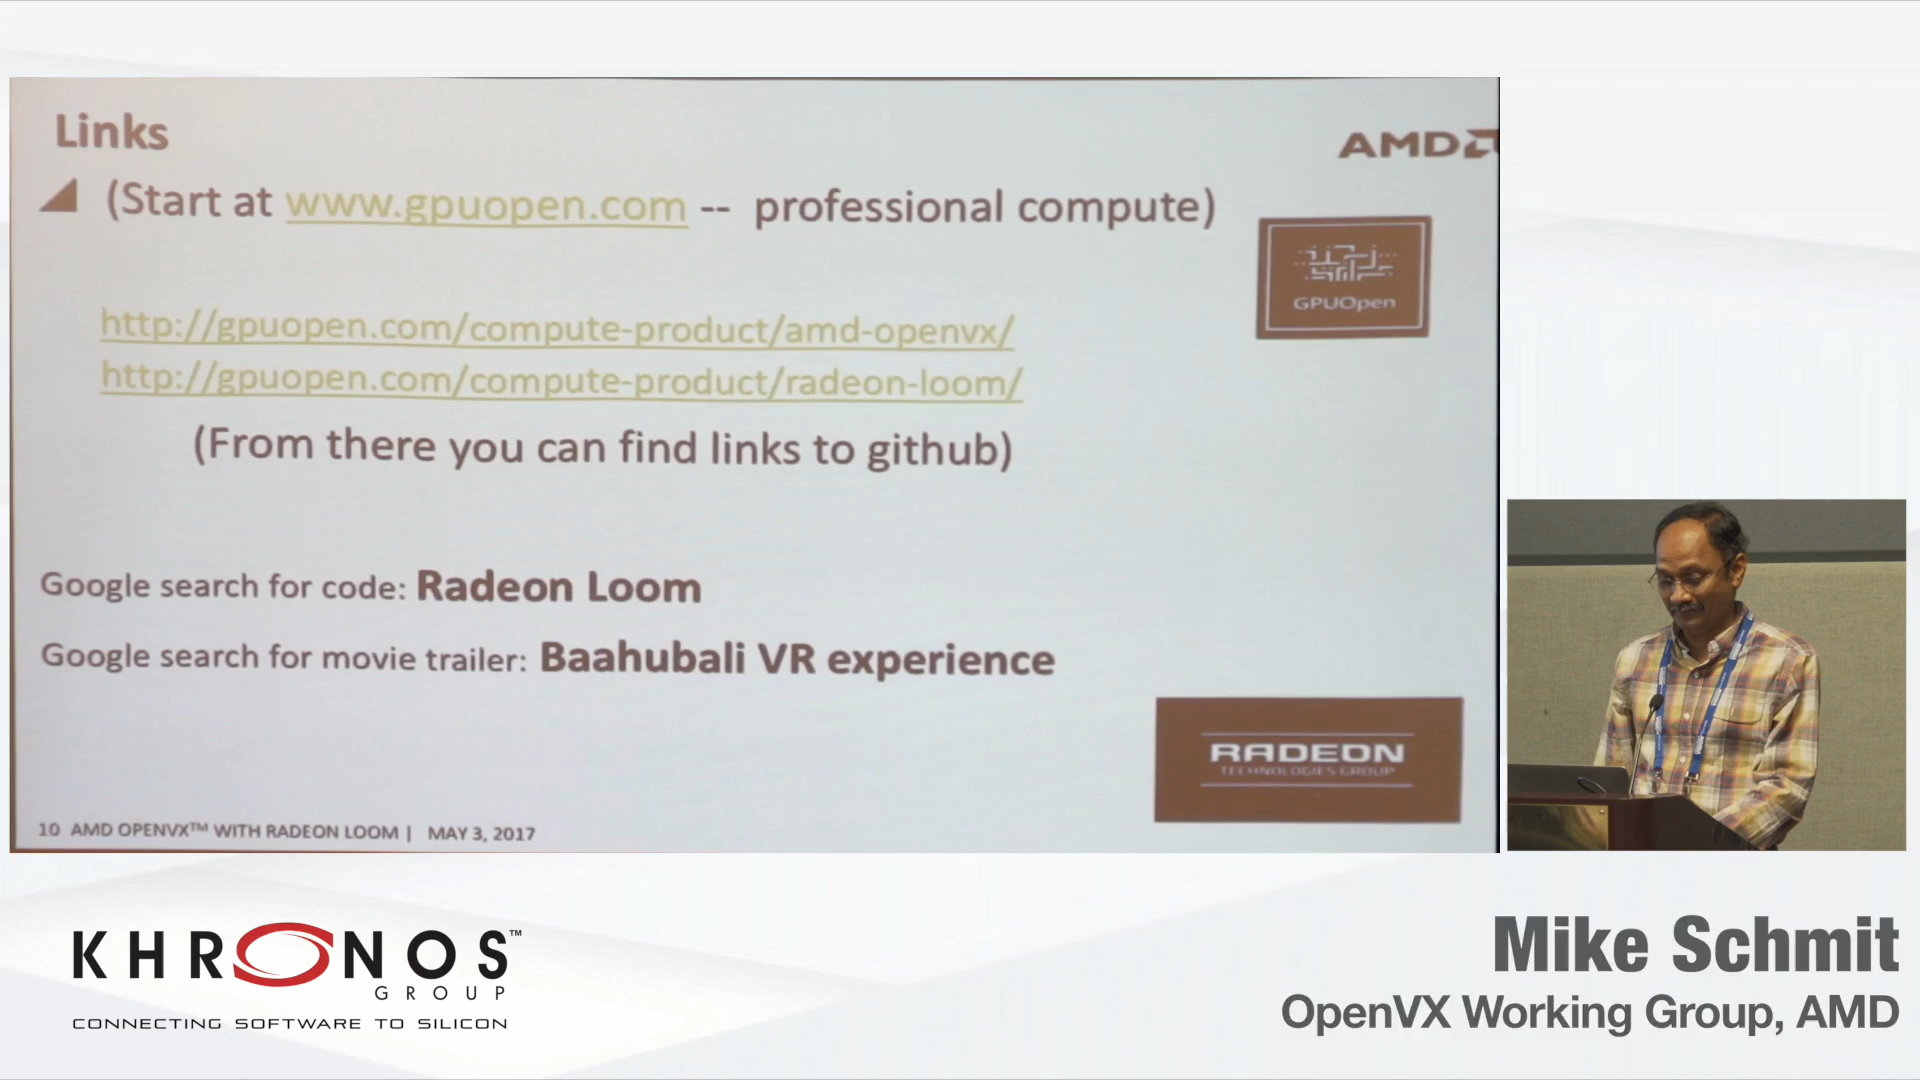 Links
AMD
(Start at www.gpuopen.com -- professional compute)
GPUOpen
http://gpuopen.com/compute-product/amd-openvx/
http://gpuopen.com/compute-product/radeon-loom/
(From there you can find links to github)
Google search for code: Radeon Loom
Google search for movie trailer: Baahubali VR experience
RADEON
TECHNOLOGIES GROUP
10 AMD OPENVX™ WITH RADEON LOOM | MAY 3, 2017
KHRONOS™
GROUP
CONNECTING SOFTWARE TO SILICON
Mike Schmit
OpenVX Working Group, AMD